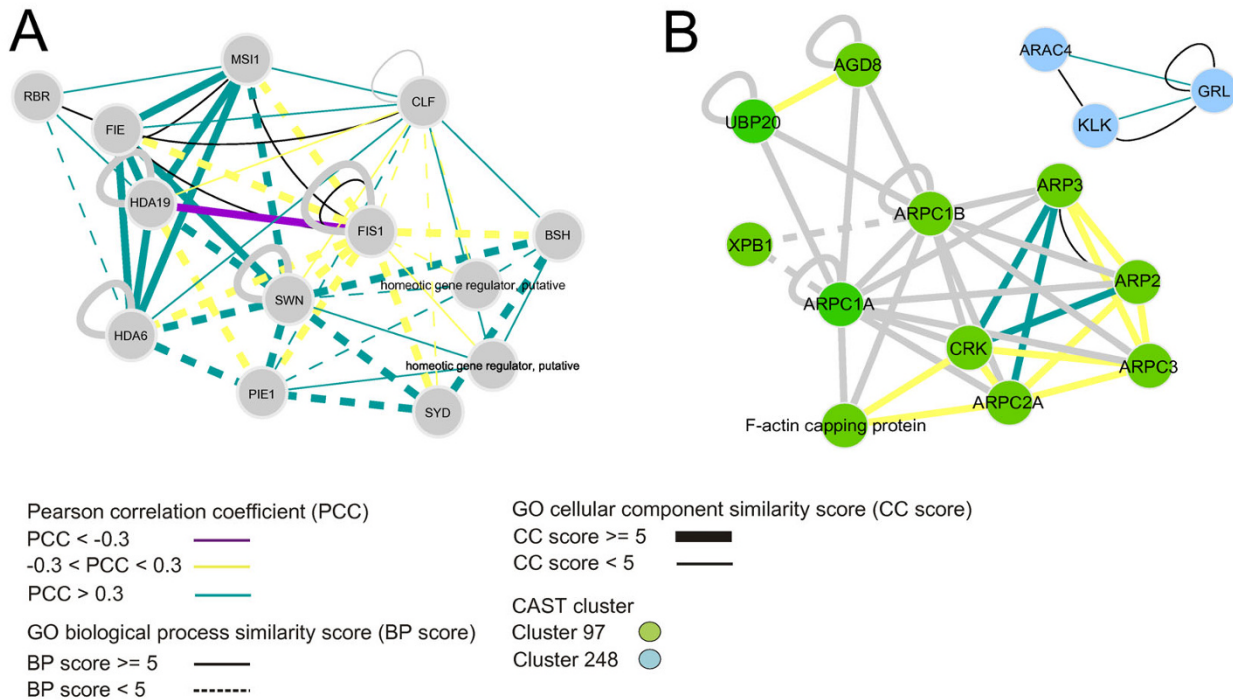 A
MSI1
RBR
CLF
FIE
HDA19
FIS1
BSH
homeotic gene regulator, putative
SWN
HDA6
homeotic gene regulator, putative
PIE1
SYD
B
ARAC4
AGD8
GRL
UBP20
KLK
ARP3
ARPC1B
XPB1
ARP2
ARPC1A
CRK
ARPC3
ARPC2A
F-actin capping protein
Pearson correlation coefficient (PCC)
PCC < -0.3
-0.3 < PCC < 0.3
PCC > 0.3
GO biological process similarity score (BP score)
BP score >= 5
BP score < 5
GO cellular component similarity score (CC score)
CC score >= 5
CC score < 5
CAST cluster
Cluster 97
Cluster 248